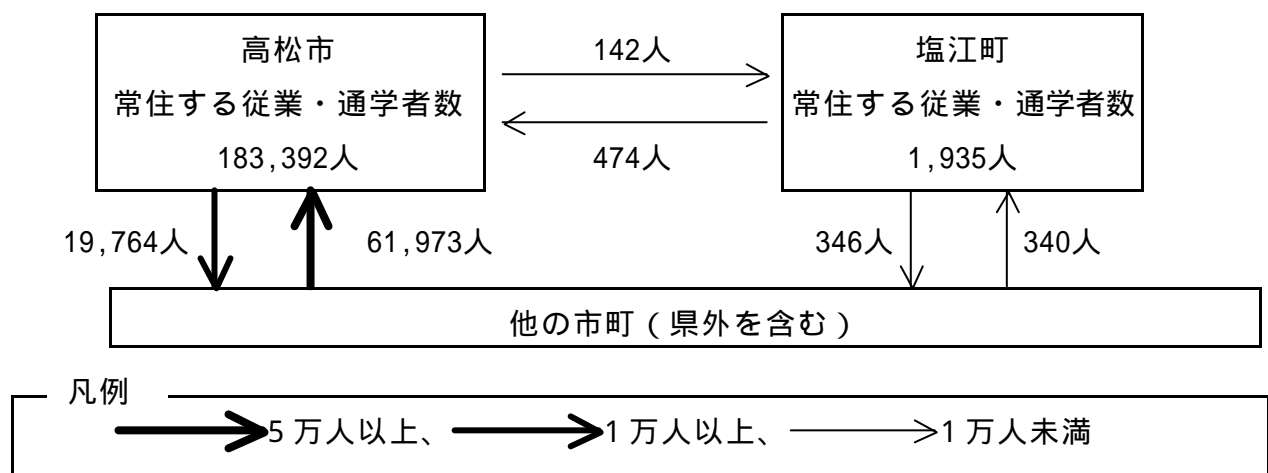 高松市
常住する従業・通学者数
183,392人
142人
474人
塩江町
常住する従業・通学者数
1,935人
19,764人
61,973人
346人
340人
他の市町（県外を含む）
凡例
5万人以上、
1万人以上、
1万人未満